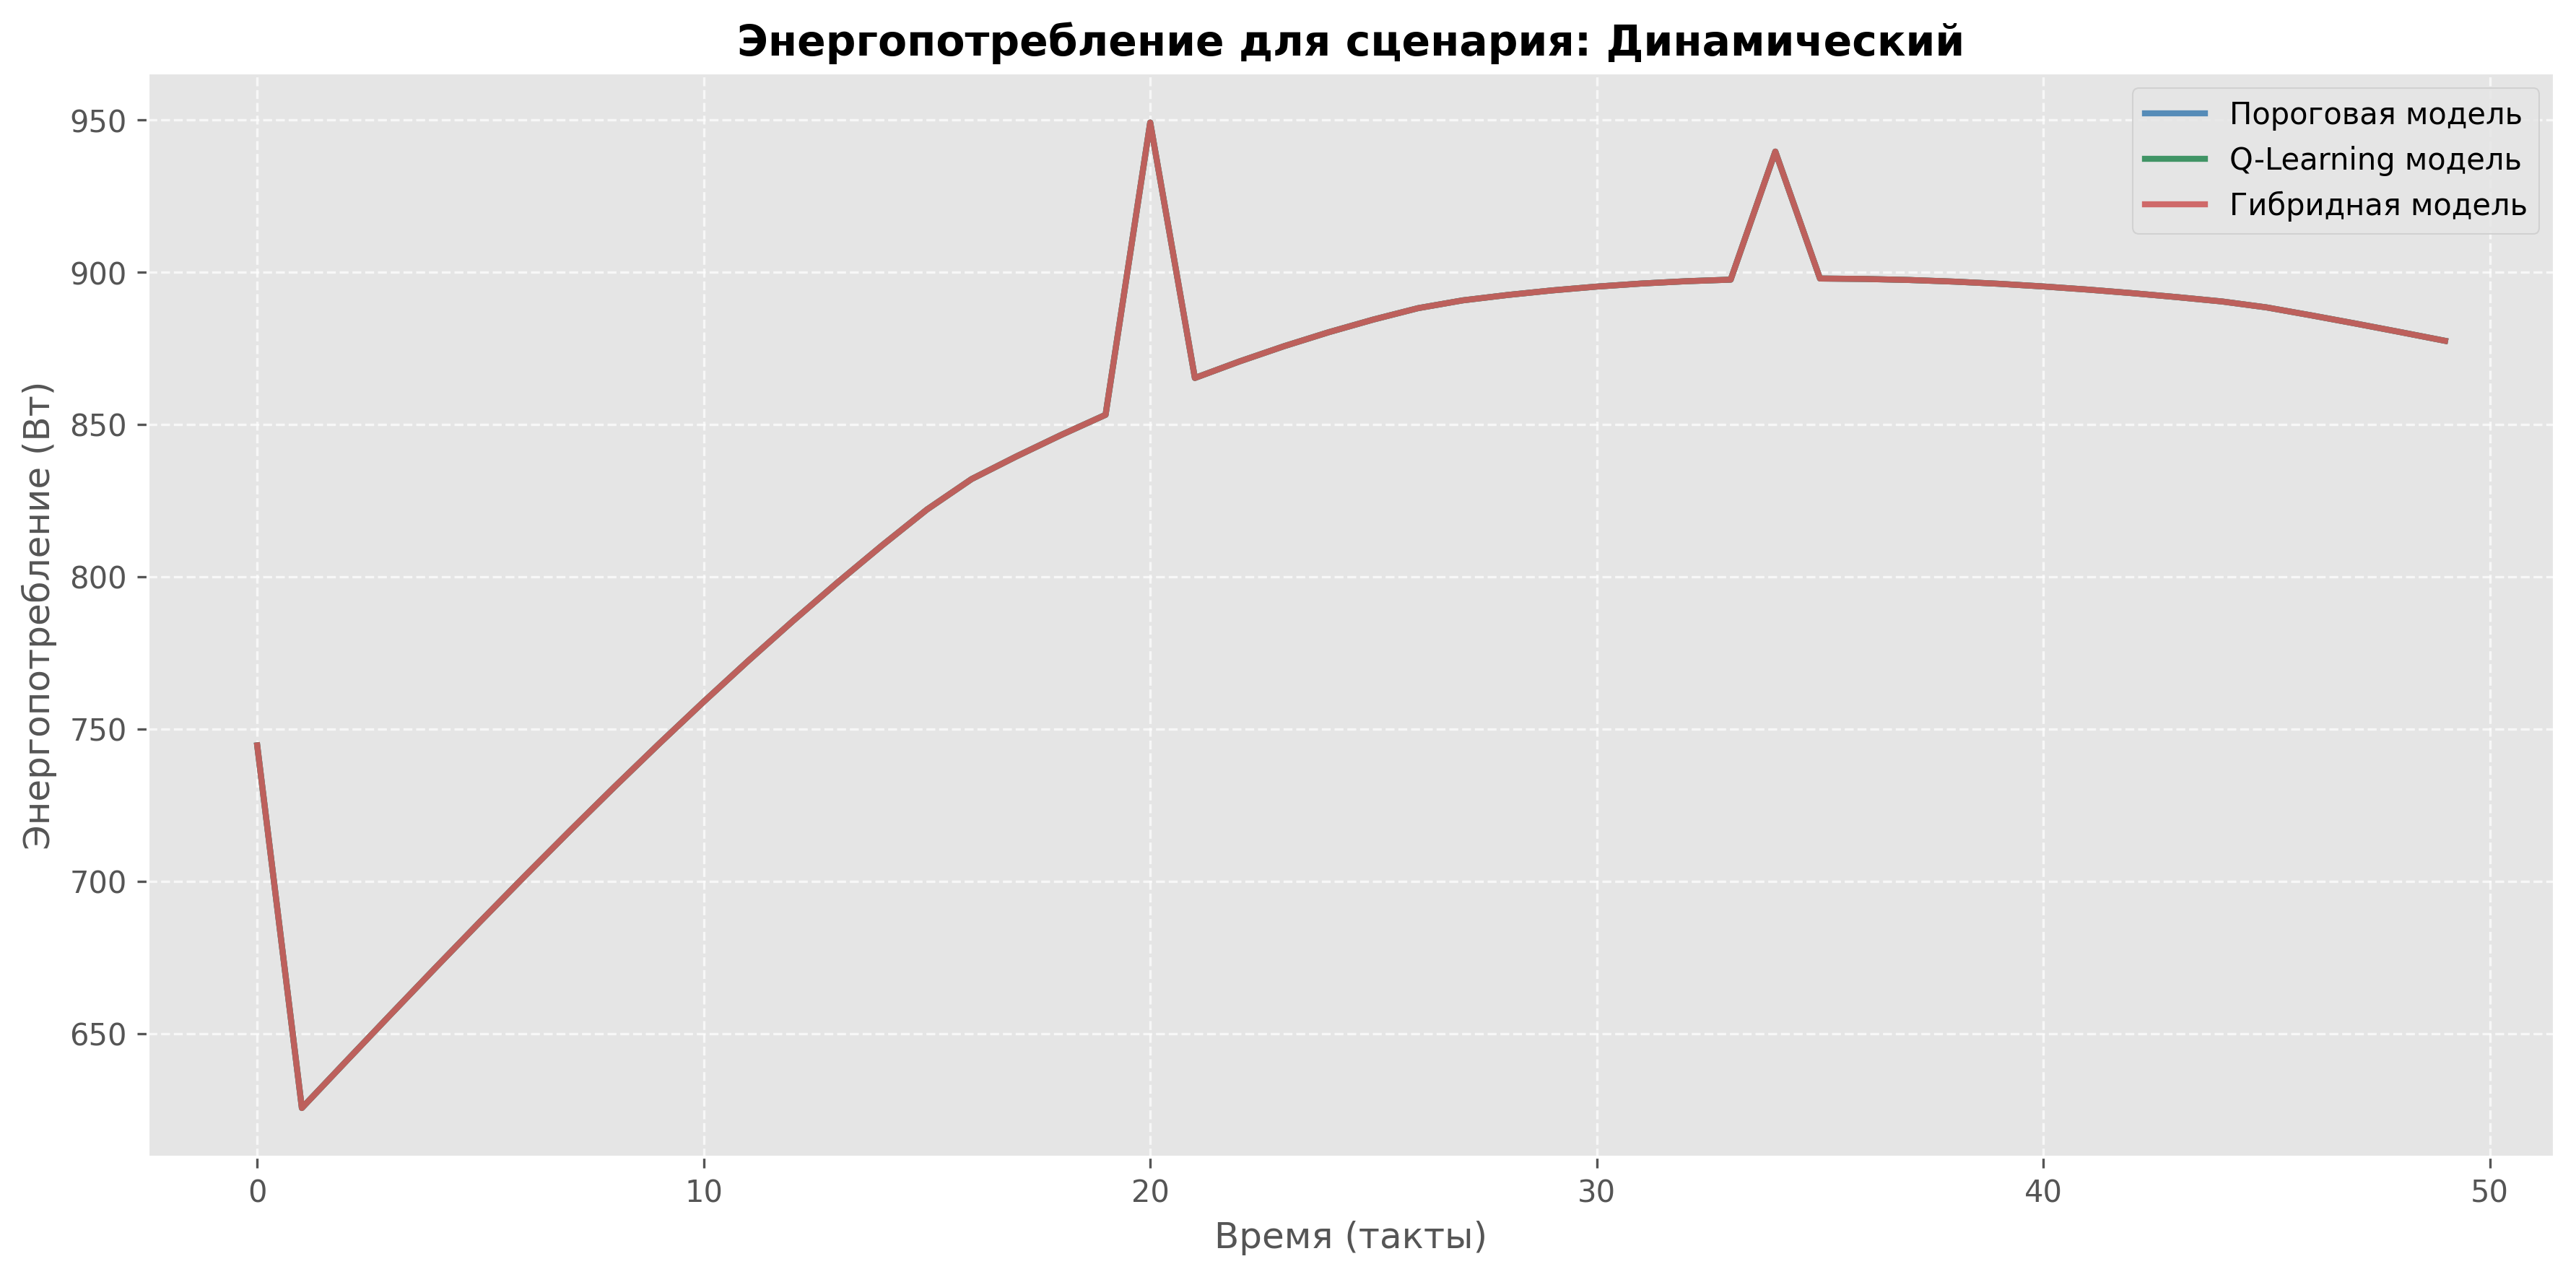 Энергопотребление для сценария: Динамический
Энергопотребление (Вт)
950
900
850
800
750
700
650
Пороговая модель
Q-Learning модель
Гибридная модель
0 10 20 30 40 50
Время (такты)